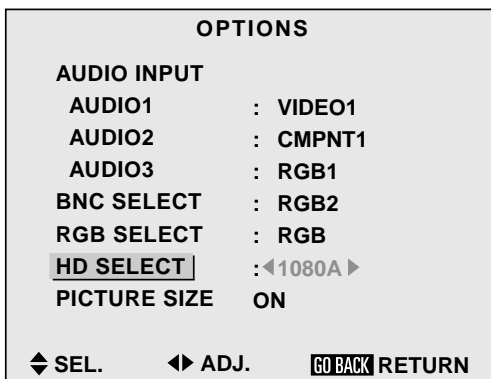 OPTIONS
AUDIO INPUT
AUDIO1 : VIDEO1
AUDIO2 : CMPNT1
AUDIO3 : RGB1
BNC SELECT : RGB2
RGB SELECT : RGB
HD SELECT :◀1080A▶
PICTURE SIZE ON
▲▼ SEL. ◀▶ ADJ. GO BACK RETURN